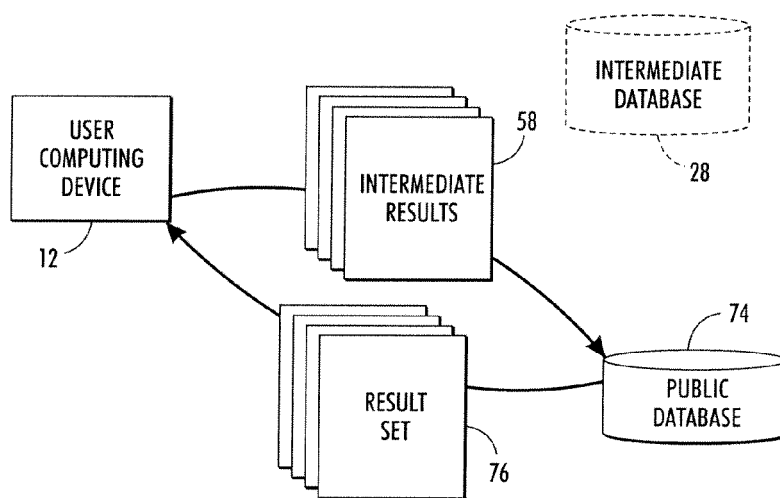 INTERMEDIATE
DATABASE
28
USER
COMPUTING
DEVICE
12
58
INTERMEDIATE
RESULTS
74
PUBLIC
DATABASE
RESULT
SET
76